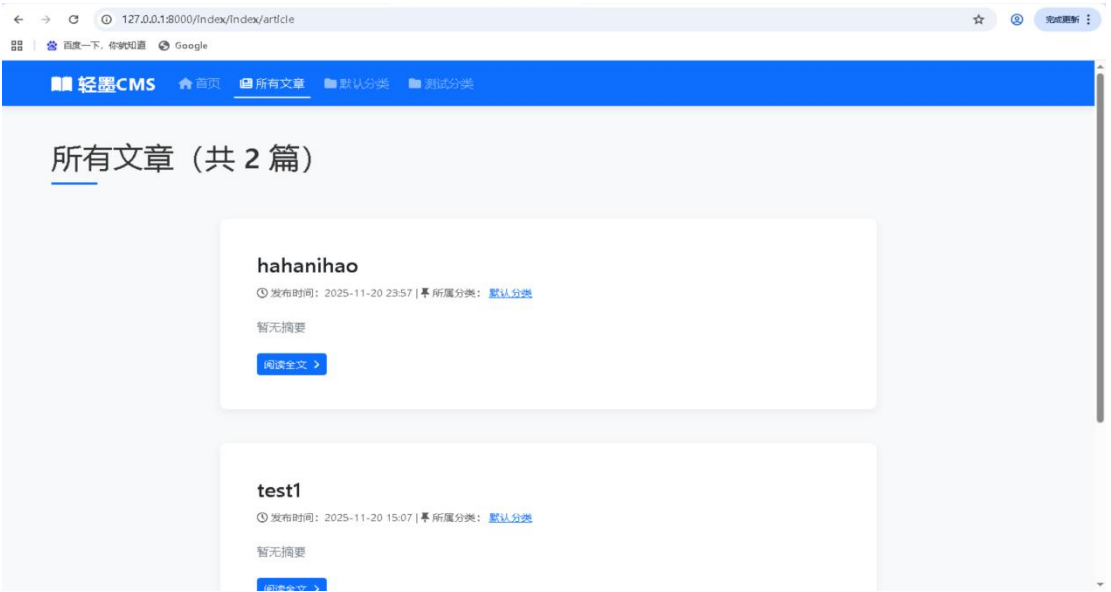 127.0.0.1:8000/index/index/article
完成更新
百度一下，你就知道 Google
轻墨CMS 首页 所有文章 默认分类 测试分类
所有文章（共 2 篇）
hahanihao
发布时间：2025-11-20 23:57 | 所属分类： 默认分类
暂无摘要
阅读全文
test1
发布时间：2025-11-20 15:07 | 所属分类： 默认分类
暂无摘要
阅读全文